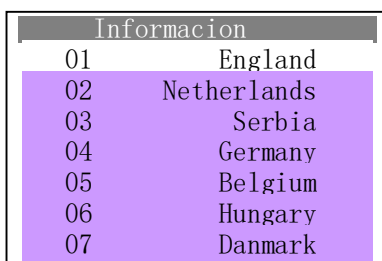 Informacion
01 England
02 Netherlands
03 Serbia
04 Germany
05 Belgium
06 Hungary
07 Danmark